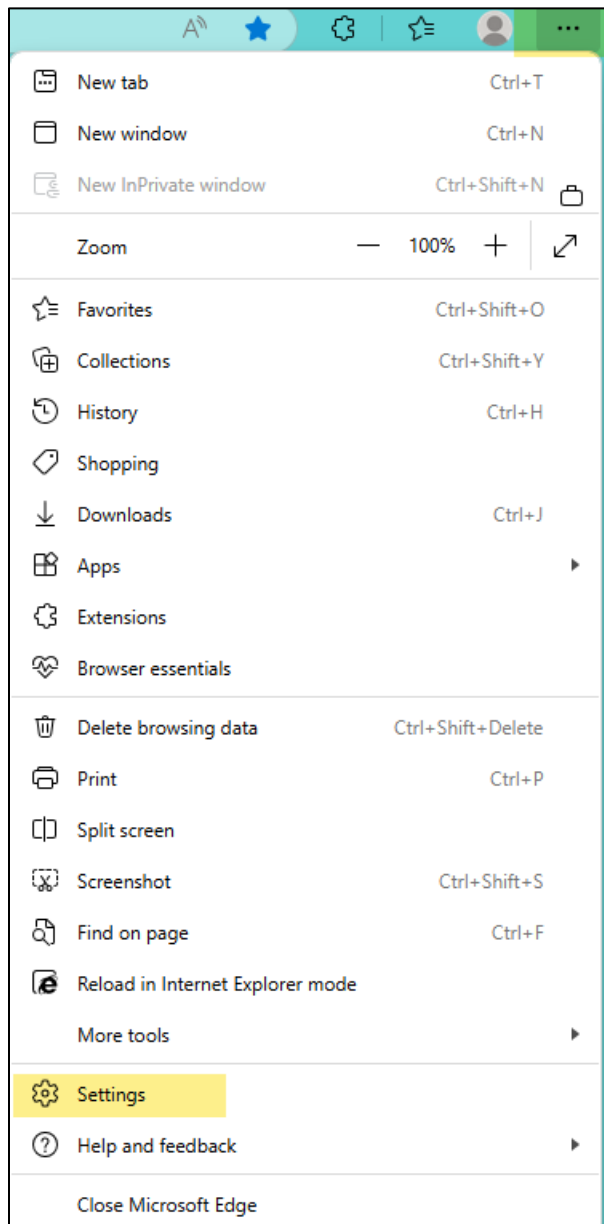 New tab Ctrl+T
New window Ctrl+N
New InPrivate window Ctrl+Shift+N
Zoom — 100% +
Favorites Ctrl+Shift+O
Collections Ctrl+Shift+Y
History Ctrl+H
Shopping
Downloads Ctrl+J
Apps
Extensions
Browser essentials
Delete browsing data Ctrl+Shift+Delete
Print Ctrl+P
Split screen
Screenshot Ctrl+Shift+S
Find on page Ctrl+F
Reload in Internet Explorer mode
More tools
Settings
Help and feedback
Close Microsoft Edge